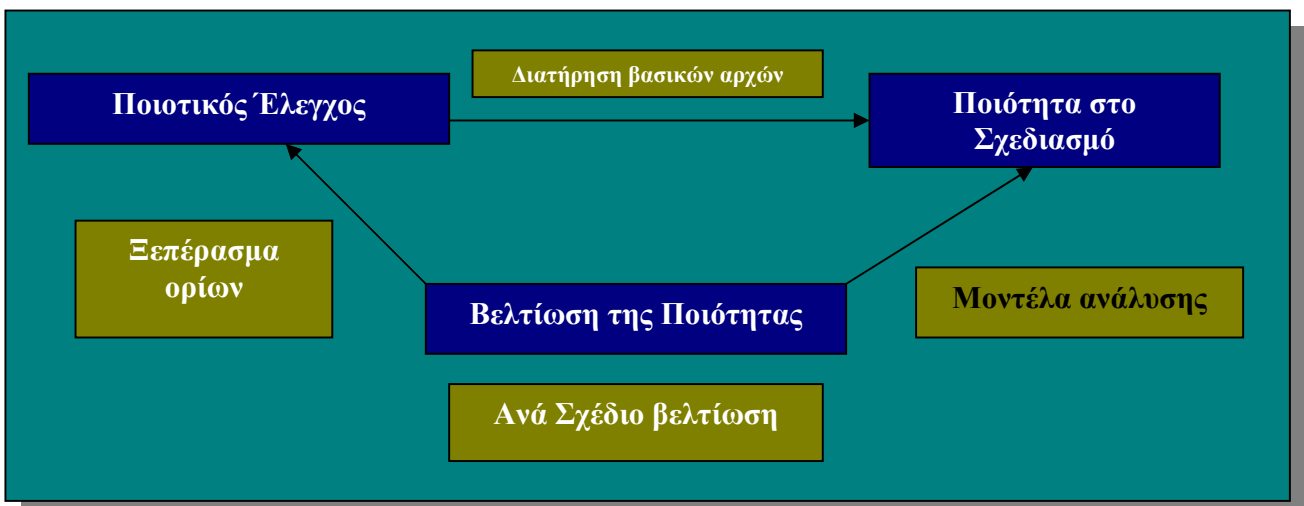 Διατήρηση βασικών αρχών
Ποιοτικός Έλεγχος
Ποιότητα στο
Σχεδιασμό
Ξεπέρασμα
ορίων
Βελτίωση της Ποιότητας
Μοντέλα ανάλυσης
Ανά Σχέδιο βελτίωση